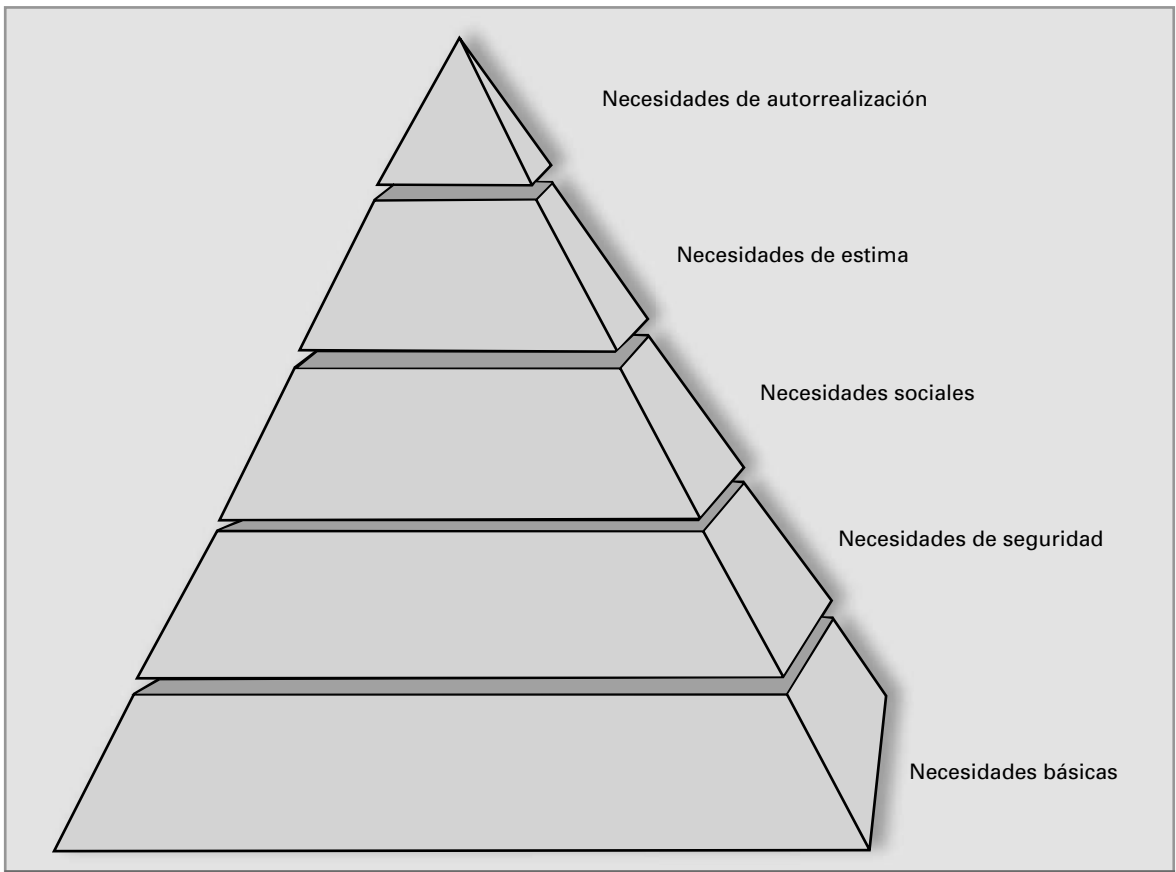 Necesidades de autorrealización
Necesidades de estima
Necesidades sociales
Necesidades de seguridad
Necesidades básicas